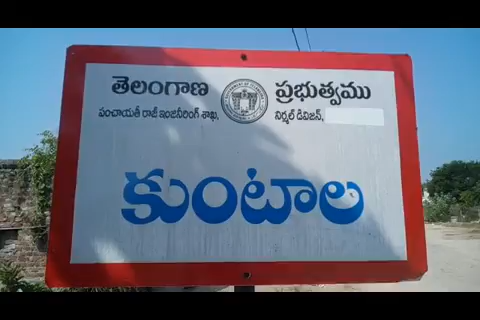 తెలంగాణ ప్రభుత్వము
పంచాయతీ రాజ్ ఇంజనీరింగ్ శాఖ, నిర్మల్ డివిజన్,
కుంటాల